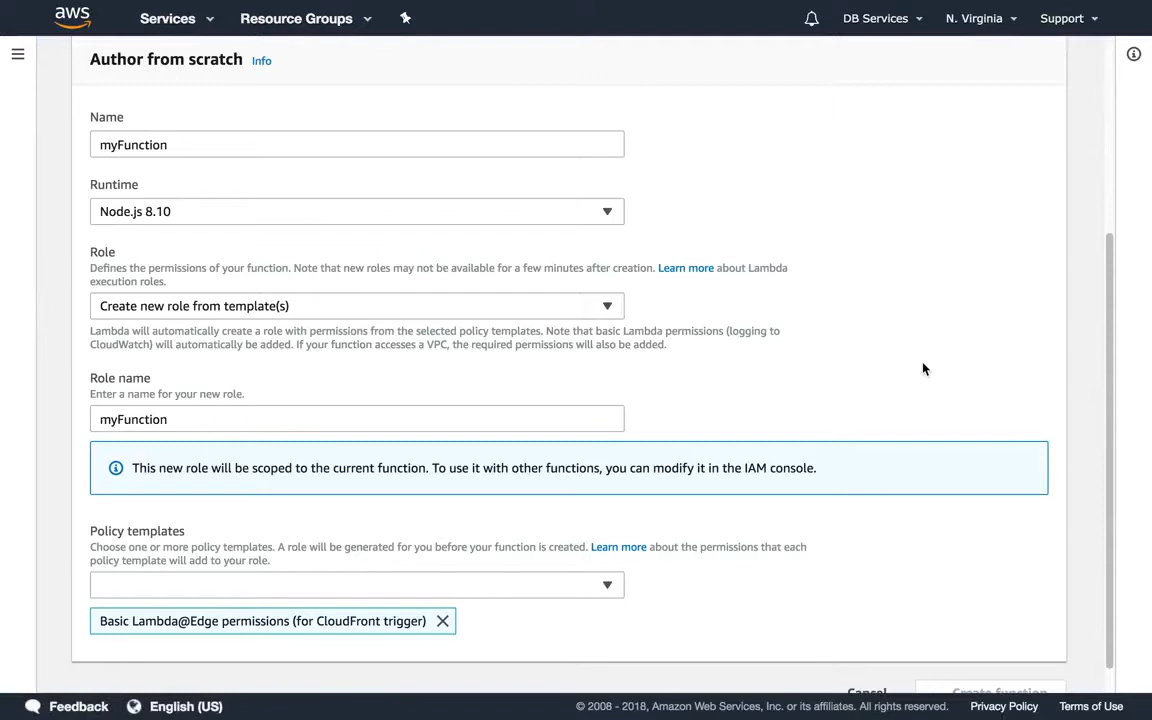 aws Services Resource Groups DB Services N. Virginia Support
Author from scratch Info
Name
myFunction
Runtime
Node.js 8.10
Role
Defines the permissions of your function. Note that new roles may not be available for a few minutes after creation. Learn more about Lambda
execution roles.
Create new role from template(s)
Lambda will automatically create a role with permissions from the selected policy templates. Note that basic Lambda permissions (logging to
CloudWatch) will automatically be added. If your function accesses a VPC, the required permissions will also be added.
Role name
Enter a name for your new role.
myFunction
This new role will be scoped to the current function. To use it with other functions, you can modify it in the IAM console.
Policy templates
Choose one or more policy templates. A role will be generated for you before your function is created. Learn more about the permissions that each
policy template will add to your role.
Basic Lambda@Edge permissions (for CloudFront trigger)
Cancel Create function
Feedback English (US) © 2008 - 2018, Amazon Web Services, Inc. or its affiliates. All rights reserved. Privacy Policy Terms of Use